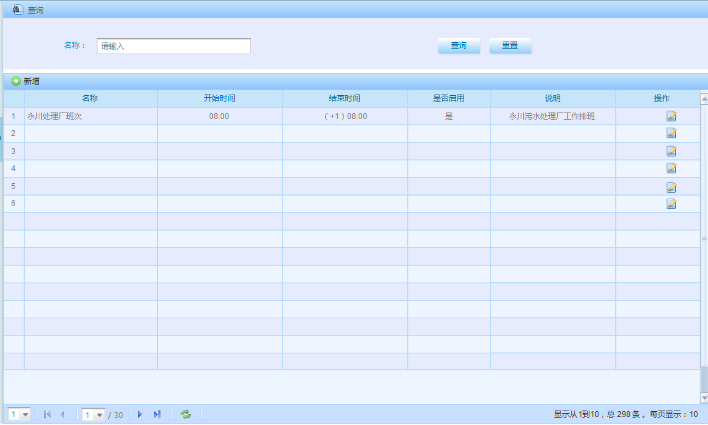 查询
名称： 请输入 查询 重置
新增
名称 开始时间 结束时间 是否启用 说明 操作
1 永川处理厂班次 08:00 （+1）08:00 是 永川污水处理厂工作排班
2
3
4
5
6
1 1 / 30 显示从1到10，总 298 条 。每页显示：10